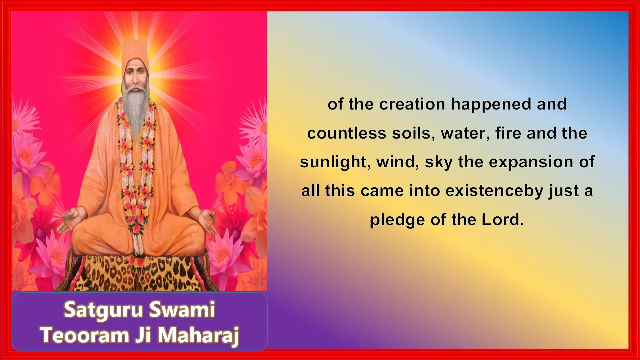 of the creation happened and
countless soils, water, fire and the
sunlight, wind, sky the expansion of
all this came into existenceby just a
pledge of the Lord.
Satguru Swami
Teooram Ji Maharaj